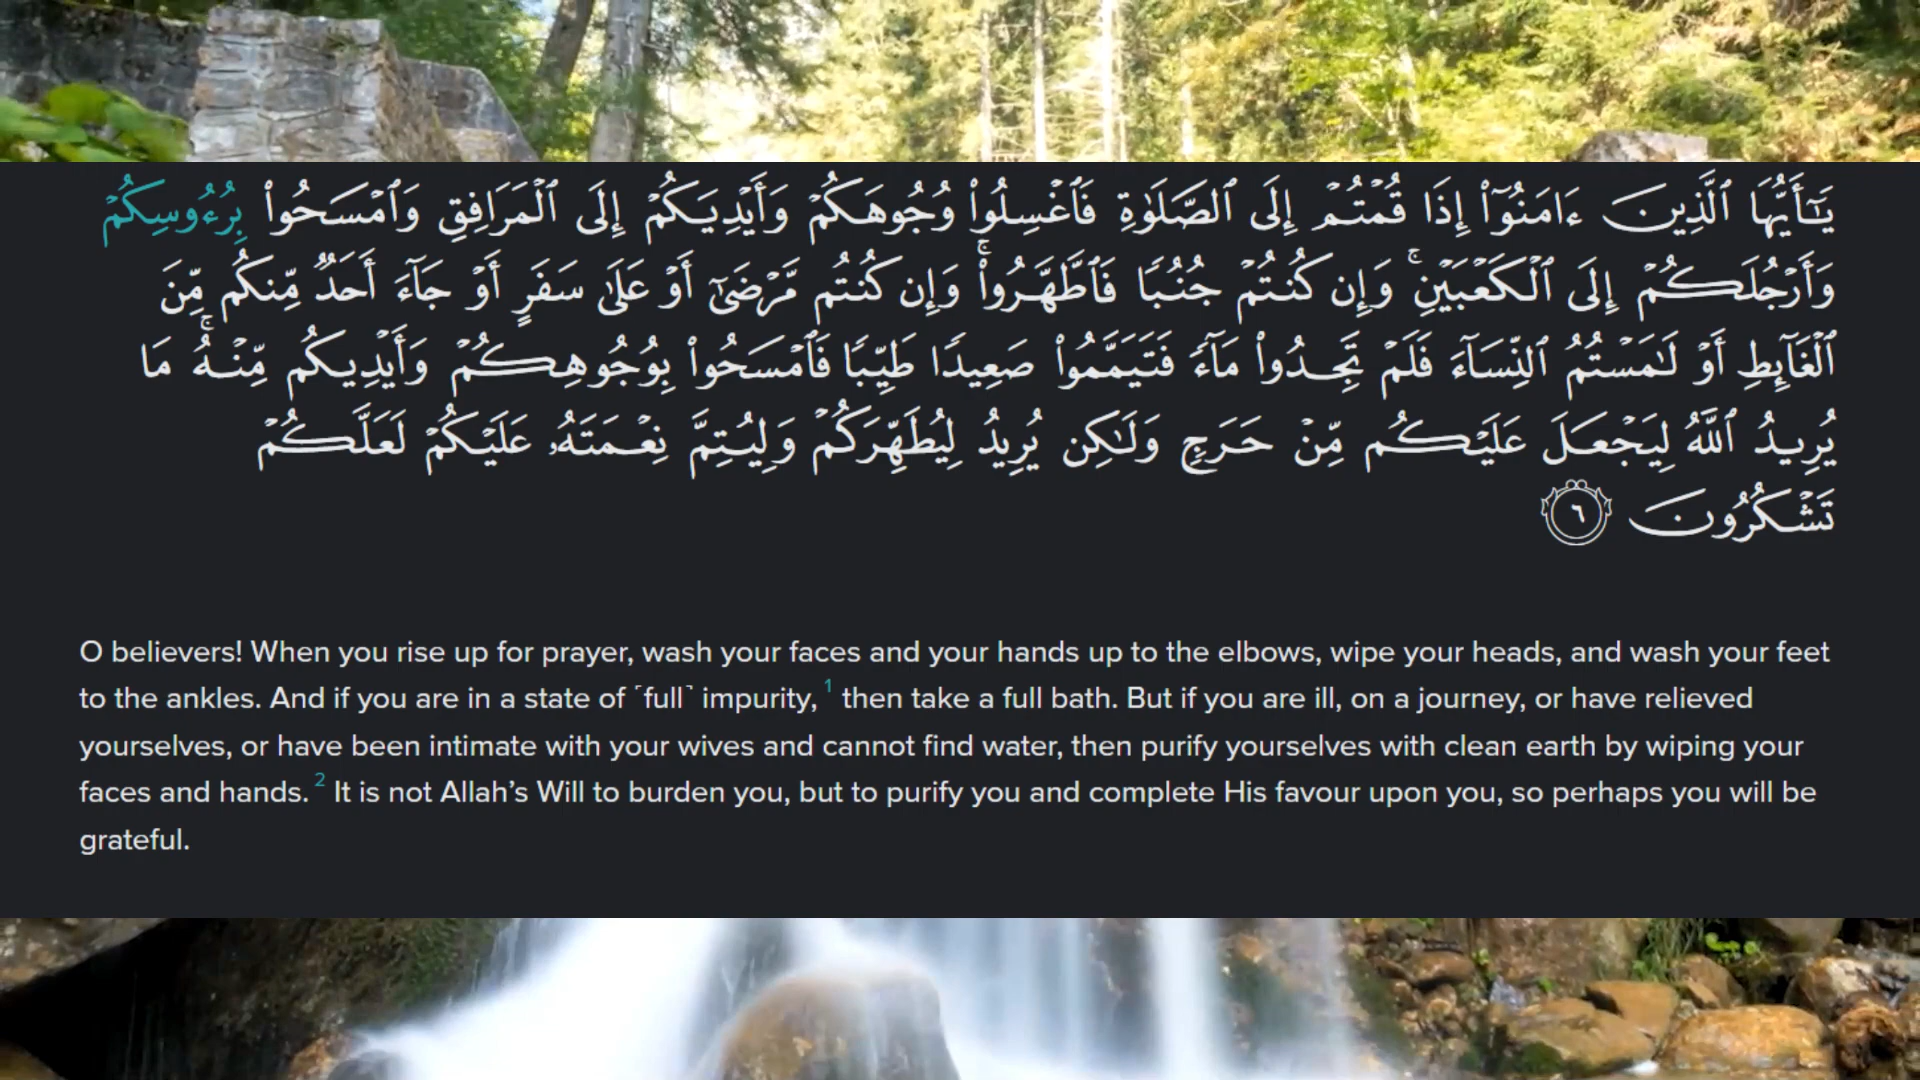 يَـٰٓأَيُّهَا ٱلَّذِينَ ءَامَنُوٓا۟ إِذَا قُمْتُمْ إِلَى ٱلصَّلَوٰةِ فَٱغْسِلُوا۟ وُجُوهَكُمْ وَأَيْدِيَكُمْ إِلَى ٱلْمَرَافِقِ وَٱمْسَحُوا۟ بِرُءُوسِكُمْ
وَأَرْجُلَكُمْ إِلَى ٱلْكَعْبَيْنِ ۚ وَإِن كُنتُمْ جُنُبًا فَٱطَّهَّرُوا۟ ۚ وَإِن كُنتُم مَّرْضَىٰٓ أَوْ عَلَىٰ سَفَرٍ أَوْ جَآءَ أَحَدٌ مِّنكُم مِّنَ
ٱلْغَآئِطِ أَوْ لَـٰمَسْتُمُ ٱلنِّسَآءَ فَلَمْ تَجِدُوا۟ مَآءً فَتَيَمَّمُوا۟ صَعِيدًا طَيِّبًا فَٱمْسَحُوا۟ بِوُجُوهِكُمْ وَأَيْدِيكُم مِّنْهُ ۚ مَا
يُرِيدُ ٱللَّهُ لِيَجْعَلَ عَلَيْكُم مِّنْ حَرَجٍ وَلَـٰكِن يُرِيدُ لِيُطَهِّرَكُمْ وَلِيُتِمَّ نِعْمَتَهُۥ عَلَيْكُمْ لَعَلَّكُمْ
تَشْكُرُونَ ٦
O believers! When you rise up for prayer, wash your faces and your hands up to the elbows, wipe your heads, and wash your feet
to the ankles. And if you are in a state of ˹full˺ impurity, 1 then take a full bath. But if you are ill, on a journey, or have relieved
yourselves, or have been intimate with your wives and cannot find water, then purify yourselves with clean earth by wiping your
faces and hands. 2 It is not Allah’s Will to burden you, but to purify you and complete His favour upon you, so perhaps you will be
grateful.